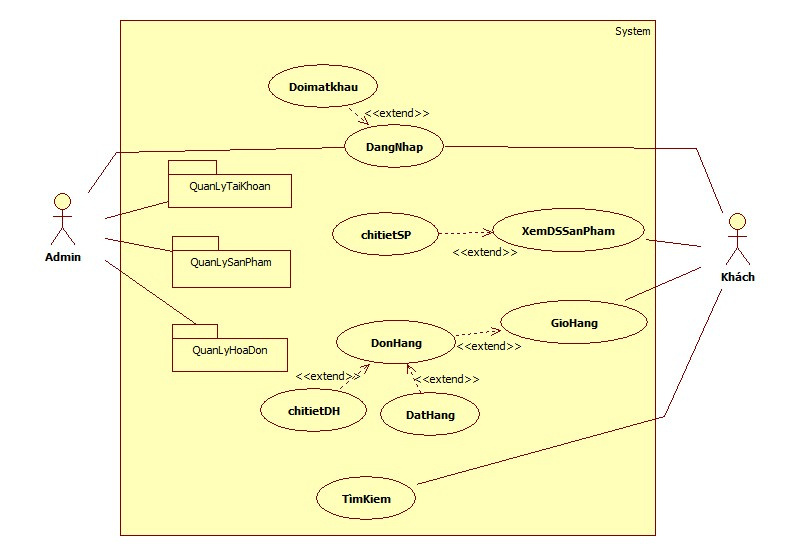 System
Doimatkhau
<<extend>>
DangNhap
QuanLyTaiKhoan
chitietSP
XemDSSanPham
<<extend>>
Admin
QuanLySanPham
Khách
GioHang
DonHang
<<extend>>
QuanLyHoaDon
<<extend>>
<<extend>>
chitietDH
DatHang
TìmKiem